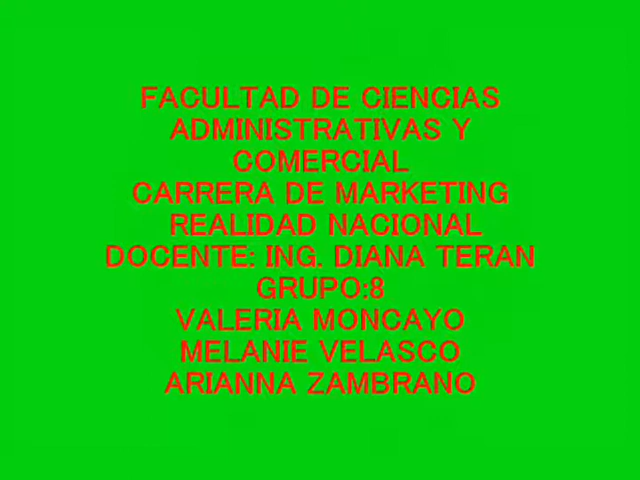 FACULTAD DE CIENCIAS
ADMINISTRATIVAS Y
COMERCIAL
CARRERA DE MARKETING
REALIDAD NACIONAL
DOCENTE: ING. DIANA TERAN
GRUPO:8
VALERIA MONCAYO
MELANIE VELASCO
ARIANNA ZAMBRANO